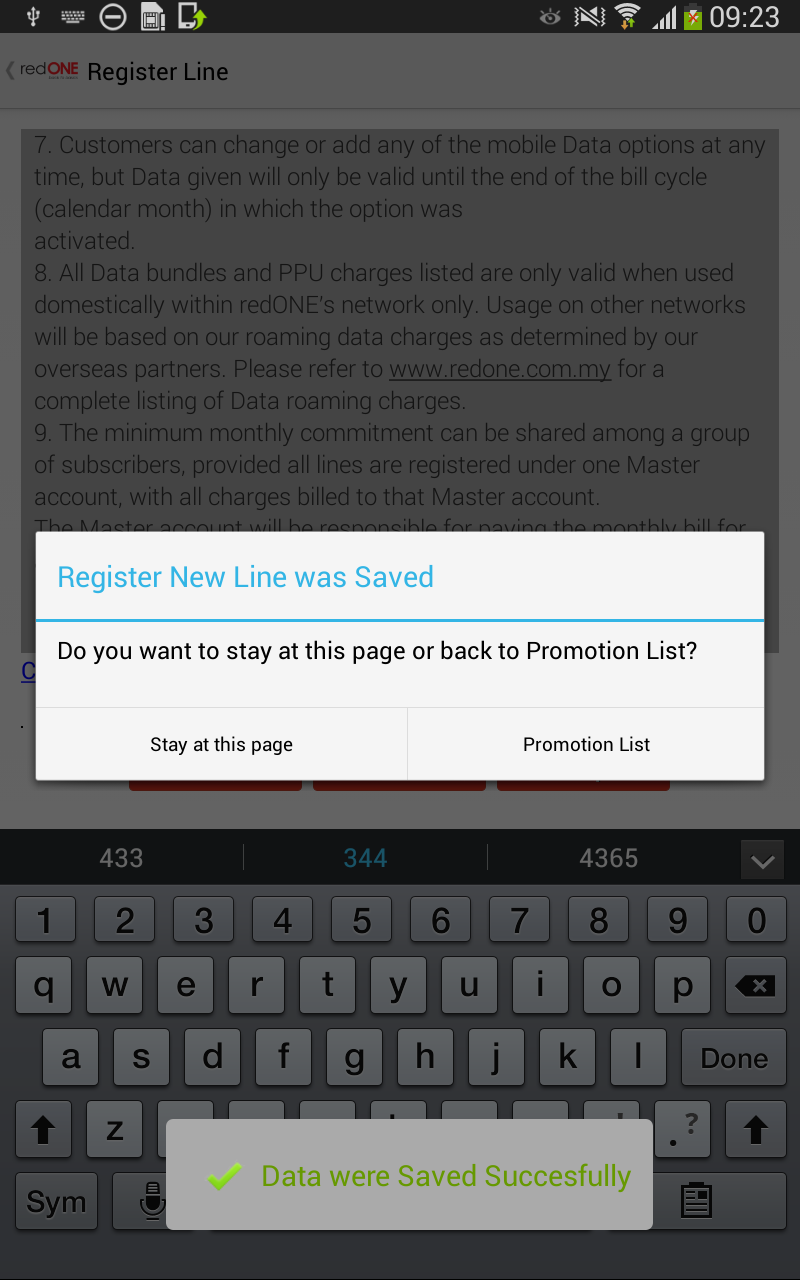 09:23
redONE Register Line
7. Customers can change or add any of the mobile Data options at any
time, but Data given will only be valid until the end of the bill cycle
(calendar month) in which the option was
activated.
8. All Data bundles and PPU charges listed are only valid when used
domestically within redONE's network only. Usage on other networks
will be based on our roaming data charges as determined by our
overseas partners. Please refer to www.redone.com.my for a
complete listing of Data roaming charges.
9. The minimum monthly commitment can be shared among a group
of subscribers, provided all lines are registered under one Master
account, with all charges billed to that Master account.
The Master account will be responsible for paying the monthly bill for
Register New Line was Saved
Do you want to stay at this page or back to Promotion List?
C
.
Stay at this page Promotion List
433 344 4365
1 2 3 4 5 6 7 8 9 0
q w e r t y u i o p
a s d f g h j k l Done
z . ?
Data were Saved Succesfully
Sym